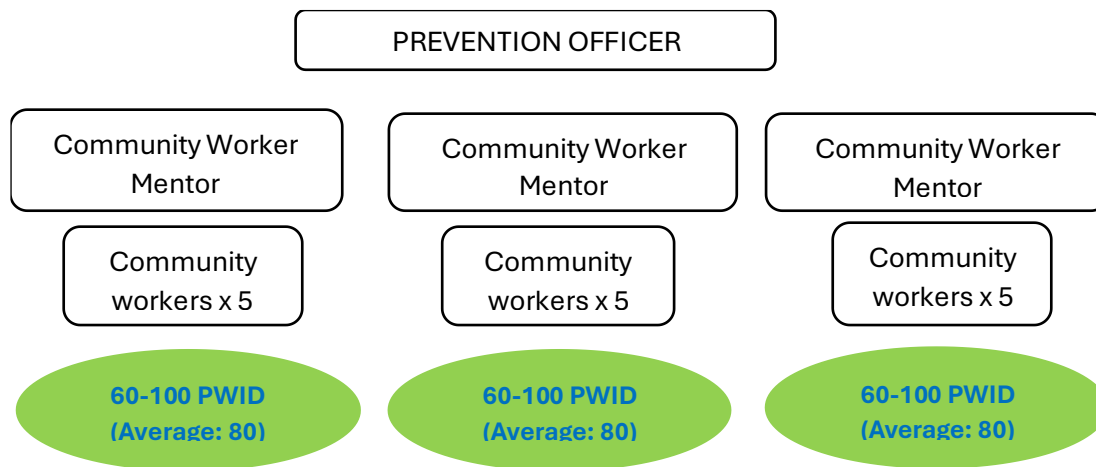 PREVENTION OFFICER
Community Worker
Mentor
Community Worker
Mentor
Community Worker
Mentor
Community
workers x 5
Community
workers x 5
Community
workers x 5
60-100 PWID
(Average: 80)
60-100 PWID
(Average: 80)
60-100 PWID
(Average: 80)